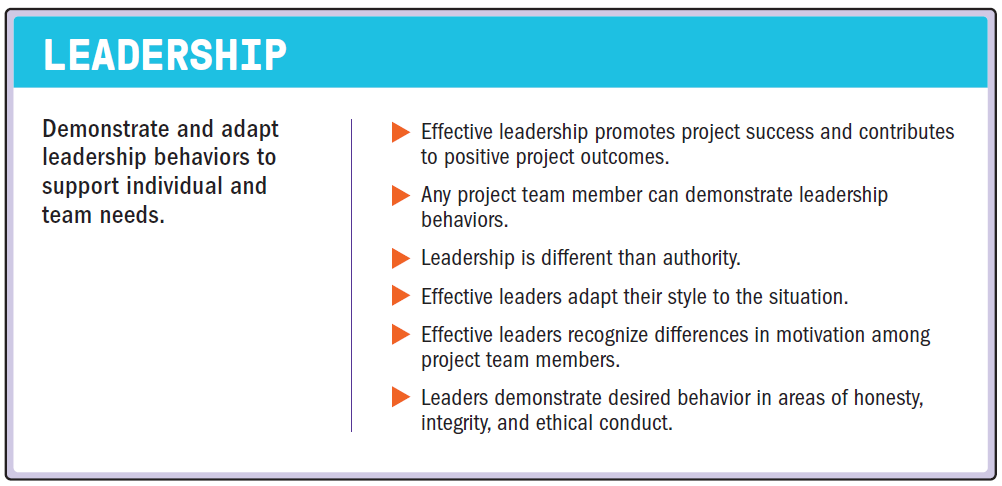 LEADERSHIP
Demonstrate and adapt
leadership behaviors to
support individual and
team needs.
Effective leadership promotes project success and contributes
to positive project outcomes.
Any project team member can demonstrate leadership
behaviors.
Leadership is different than authority.
Effective leaders adapt their style to the situation.
Effective leaders recognize differences in motivation among
project team members.
Leaders demonstrate desired behavior in areas of honesty,
integrity, and ethical conduct.